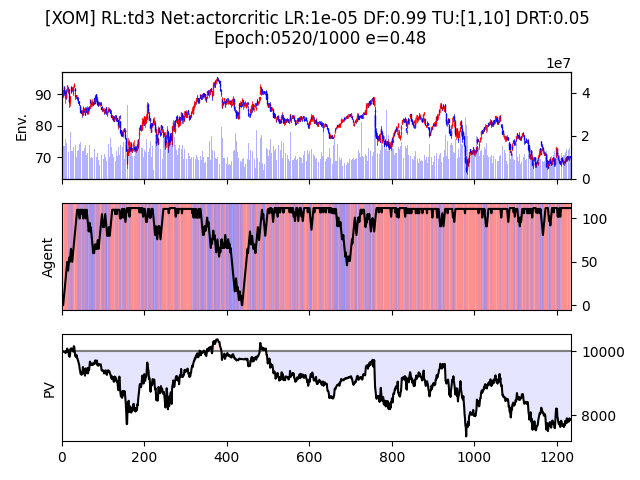 [XOM] RL:td3 Net:actorcritic LR:1e-05 DF:0.99 TU:[1,10] DRT:0.05
Epoch:0520/1000 e=0.48
1e7
Env.
90
80
70
4
2
0
Agent
100
50
0
PV
10000
8000
0 200 400 600 800 1000 1200